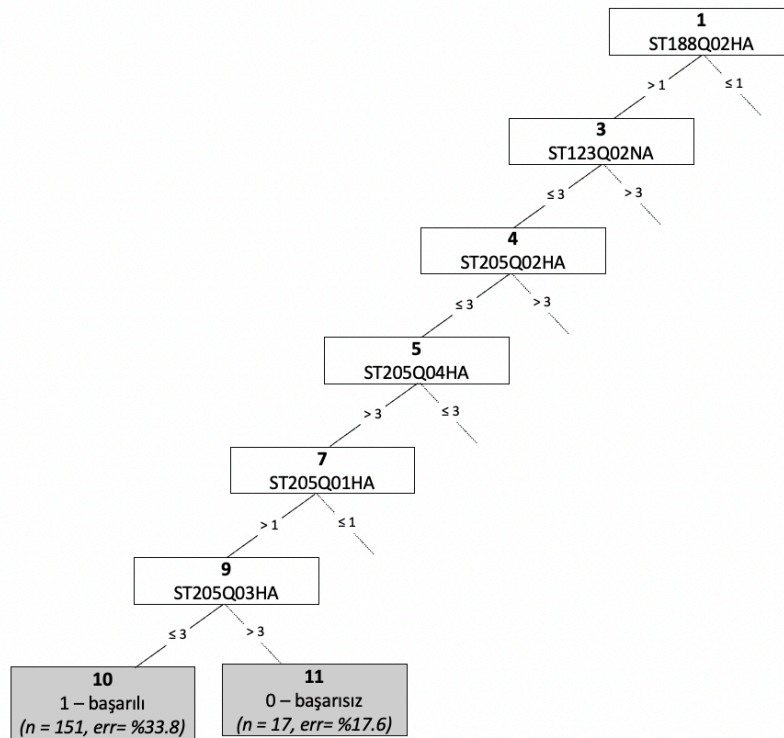 1
ST188Q02HA
> 1
≤ 1
3
ST123Q02NA
≤ 3
> 3
4
ST205Q02HA
≤ 3
> 3
5
ST205Q04HA
> 3
≤ 3
7
ST205Q01HA
> 1
≤ 1
9
ST205Q03HA
≤ 3
> 3
10
1 – başarılı
(n = 151, err= %33.8)
11
0 – başarısız
(n = 17, err= %17.6)